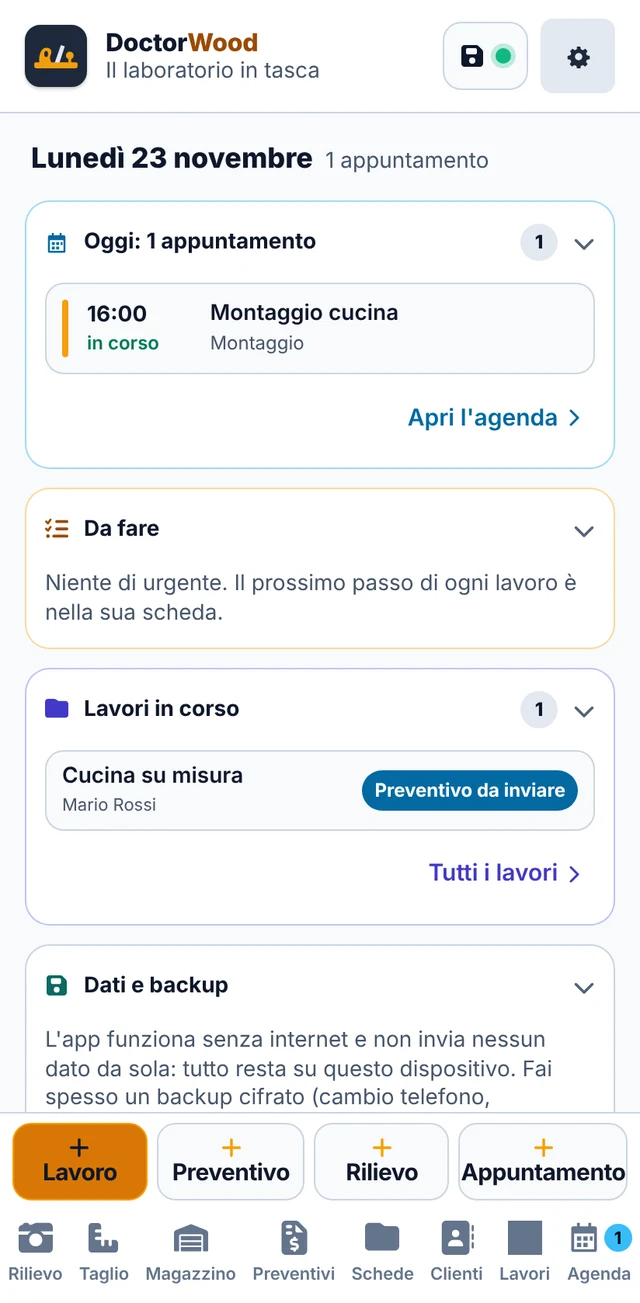 DoctorWood
Il laboratorio in tasca
Lunedì 23 novembre 1 appuntamento
Oggi: 1 appuntamento 1
16:00 Montaggio cucina
in corso Montaggio
Apri l'agenda
Da fare
Niente di urgente. Il prossimo passo di ogni lavoro è
nella sua scheda.
Lavori in corso 1
Cucina su misura
Mario Rossi
Preventivo da inviare
Tutti i lavori
Dati e backup
L'app funziona senza internet e non invia nessun
dato da sola: tutto resta su questo dispositivo. Fai
spesso un backup cifrato (cambio telefono,
+ + + +
Lavoro Preventivo Rilievo Appuntamento
1
Rilievo Taglio Magazzino Preventivi Schede Clienti Lavori Agenda